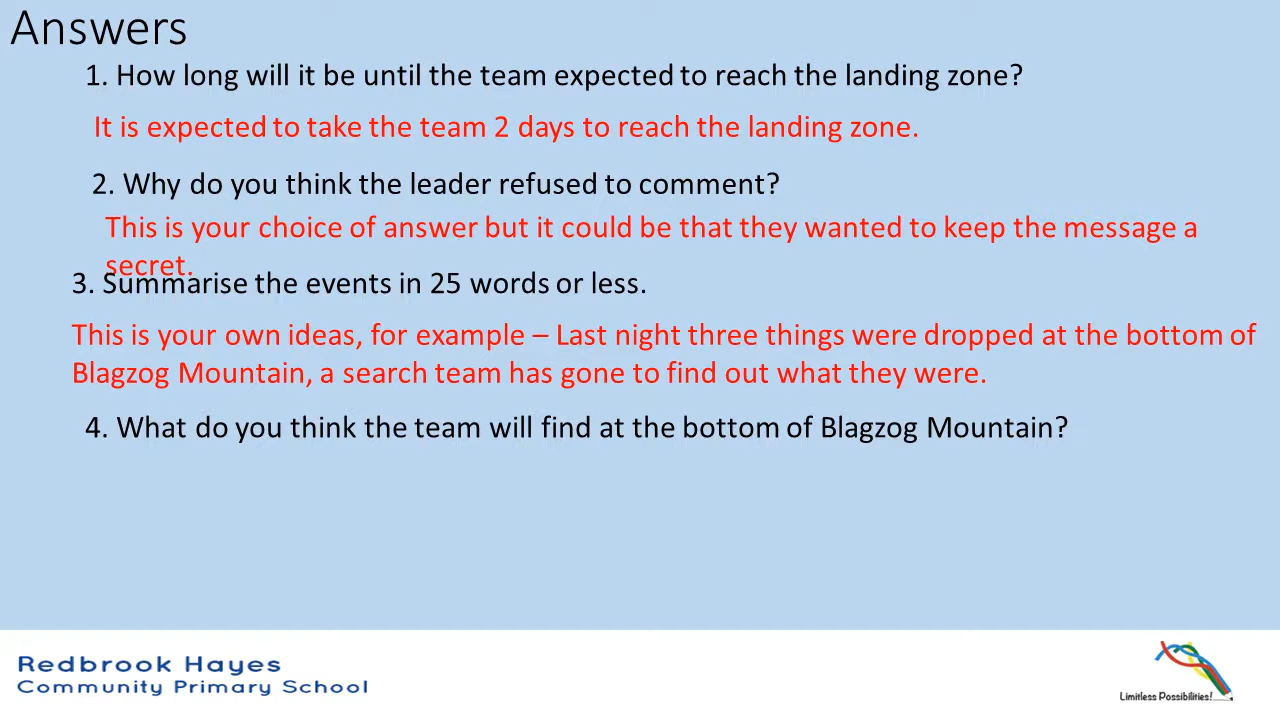 Answers
1. How long will it be until the team expected to reach the landing zone?
It is expected to take the team 2 days to reach the landing zone.
2. Why do you think the leader refused to comment?
This is your choice of answer but it could be that they wanted to keep the message a
secret.
3. Summarise the events in 25 words or less.
This is your own ideas, for example – Last night three things were dropped at the bottom of
Blagzog Mountain, a search team has gone to find out what they were.
4. What do you think the team will find at the bottom of Blagzog Mountain?
Redbrook Hayes
Community Primary School
Limitless Possibilities!